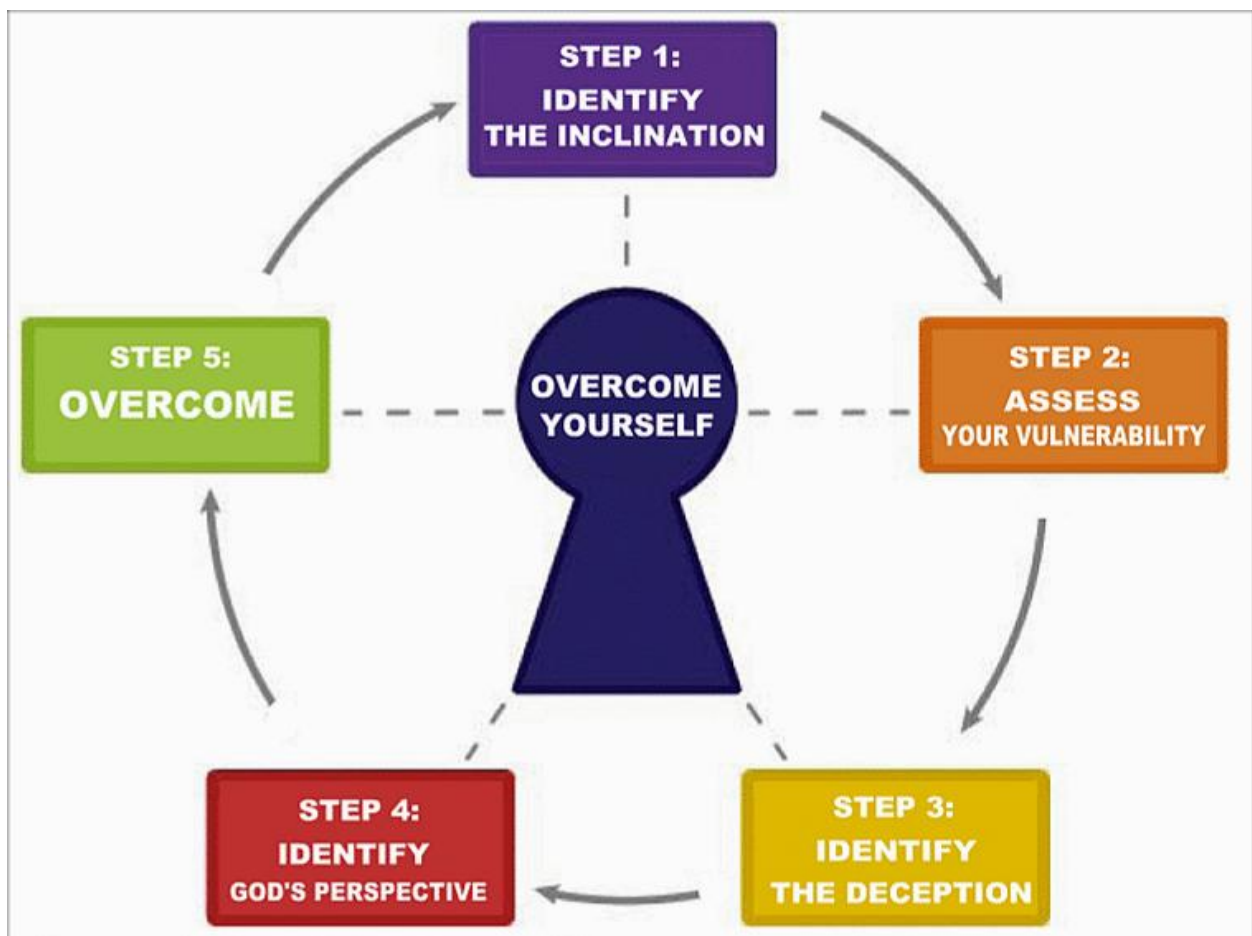 STEP 1:
IDENTIFY
THE INCLINATION
STEP 2:
ASSESS
YOUR VULNERABILITY
STEP 3:
IDENTIFY
THE DECEPTION
STEP 4:
IDENTIFY
GOD'S PERSPECTIVE
STEP 5:
OVERCOME
OVERCOME
YOURSELF